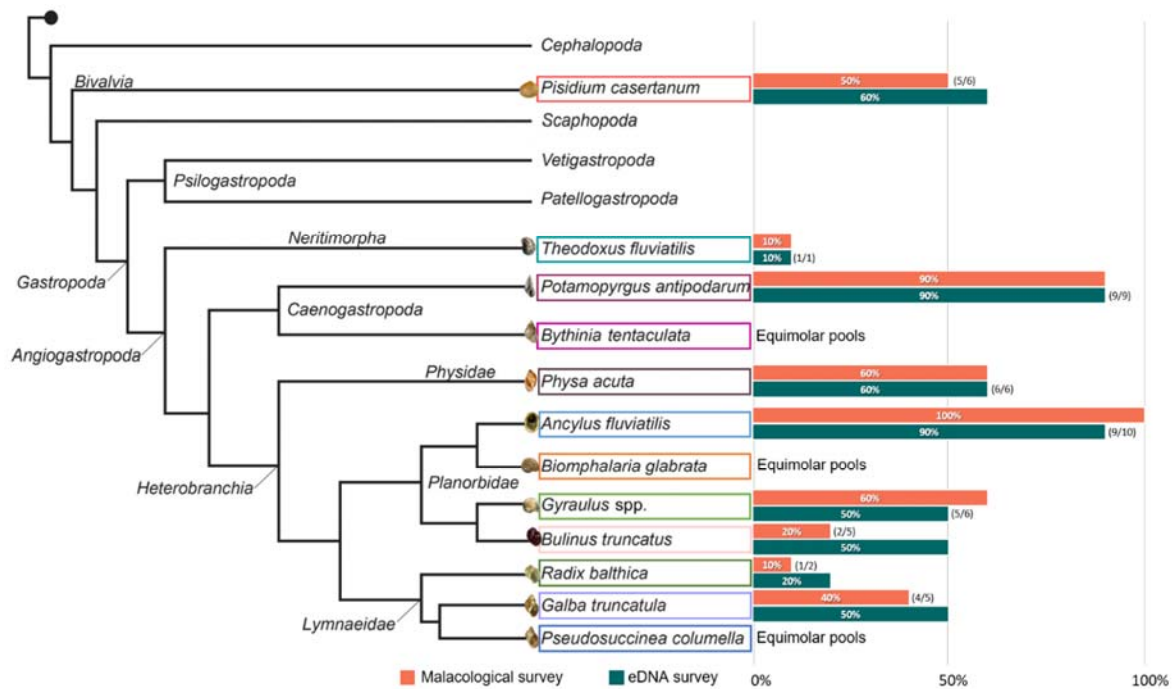 Cephalopoda
Bivalvia
Pisidium casertanum
50%
(5/6)
60%
Scaphopoda
Vetigastropoda
Psilogastropoda
Patellogastropoda
Neritimorpha
Theodoxus fluviatilis
10%
10%
(1/1)
Gastropoda
Potamopyrgus antipodarum
90%
90%
(9/9)
Caenogastropoda
Bythinia tentaculata
Equimolar pools
Angiogastropoda
Physidae
Physa acuta
60%
60%
(6/6)
Ancylus fluviatilis
100%
90%
(9/10)
Biomphalaria glabrata
Equimolar pools
Heterobranchia
Planorbidae
Gyraulus spp.
60%
50%
(5/6)
Bulinus truncatus
20%
(2/5)
50%
Radix balthica
10%
(1/2)
20%
Galba truncatula
40%
(4/5)
50%
Lymnaeidae
Pseudosuccinea columella
Equimolar pools
Malacological survey
eDNA survey
0%
50%
100%